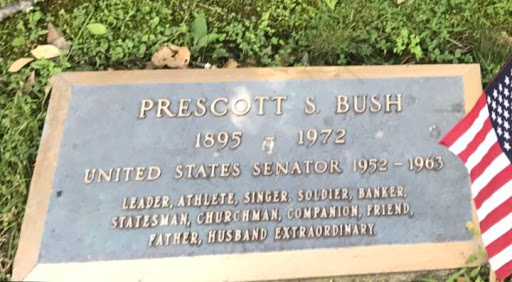 PRESCOTT S. BUSH
1895 - 1972
UNITED STATES SENATOR 1952 - 1963
LEADER, ATHLETE, SINGER, SOLDIER, BANKER,
STATESMAN, CHURCHMAN, COMPANION, FRIEND,
FATHER, HUSBAND EXTRAORDINARY.